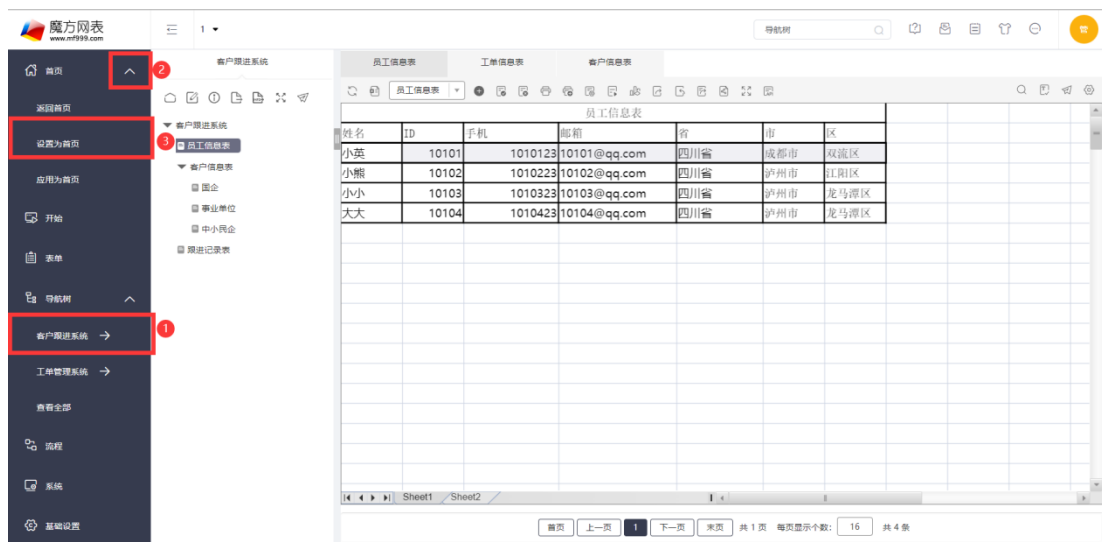 魔方网表
www.mf999.com
1
导航树
管
首页
2
返回首页
设置为首页
3
应用为首页
开始
表单
导航树
客户跟进系统
1
工单管理系统
查看全部
流程
系统
基础设置
客户跟进系统
客户跟进系统
员工信息表
客户信息表
国企
事业单位
中小民企
跟进记录表
员工信息表 工单信息表 客户信息表
员工信息表
员工信息表
姓名 ID 手机 邮箱 省 市 区
小英 10101 1010123 10101@qq.com 四川省 成都市 双流区
小熊 10102 1010223 10102@qq.com 四川省 泸州市 江阳区
小小 10103 1010323 10103@qq.com 四川省 泸州市 龙马潭区
大大 10104 1010423 10104@qq.com 四川省 泸州市 龙马潭区
Sheet1 Sheet2
首页 上一页 1 下一页 末页 共1页 每页显示个数: 16 共4条